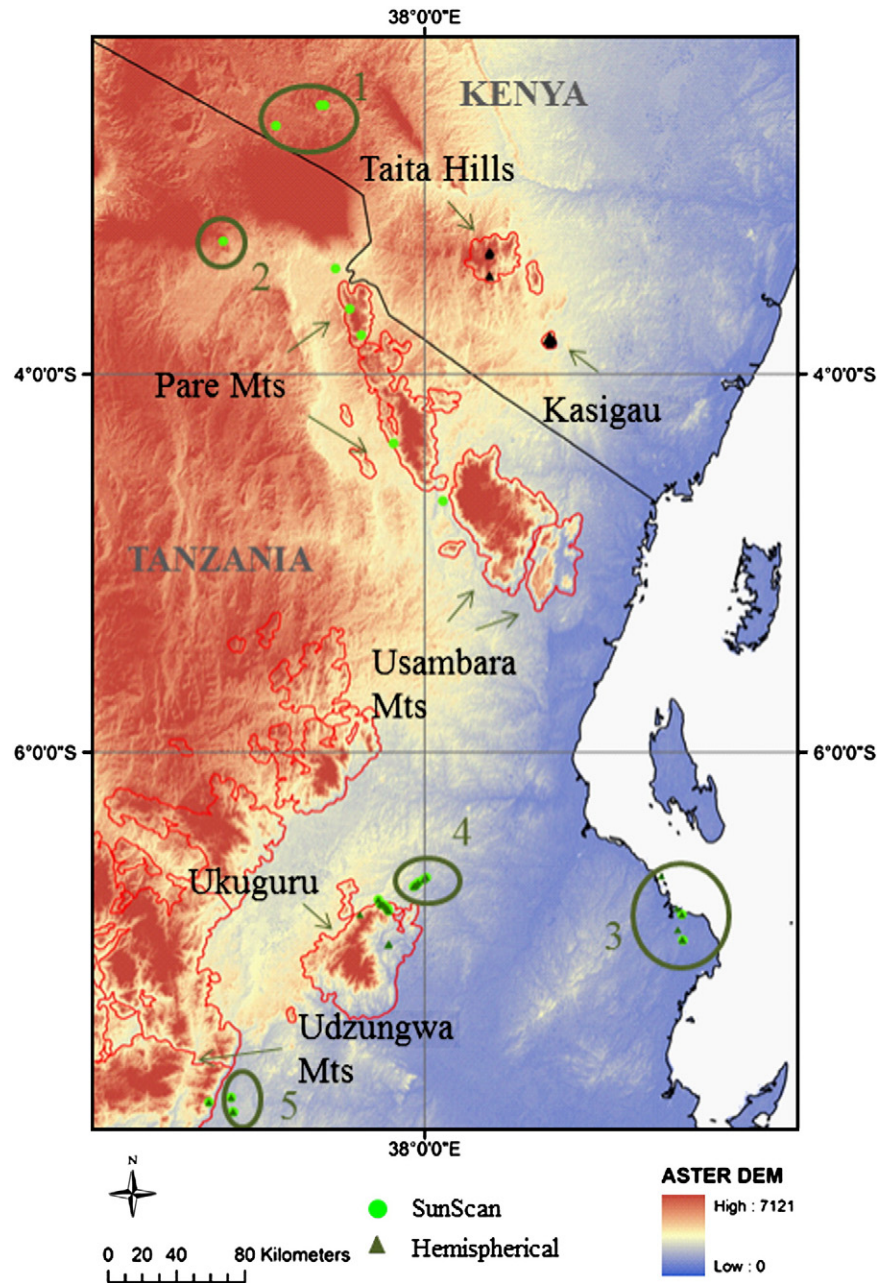 38°0'0"E
1
KENYA
Taita Hills
2
4°0'0"S
4°0'0"S
Pare Mts
Kasigau
TANZANIA
Usambara
Mts
6°0'0"S
6°0'0"S
4
Ukuguru
3
Udzungwa
Mts
5
38°0'0"E
N
ASTER DEM
SunScan
High : 7121
Hemispherical
0 20 40 80 Kilometers
Low : 0